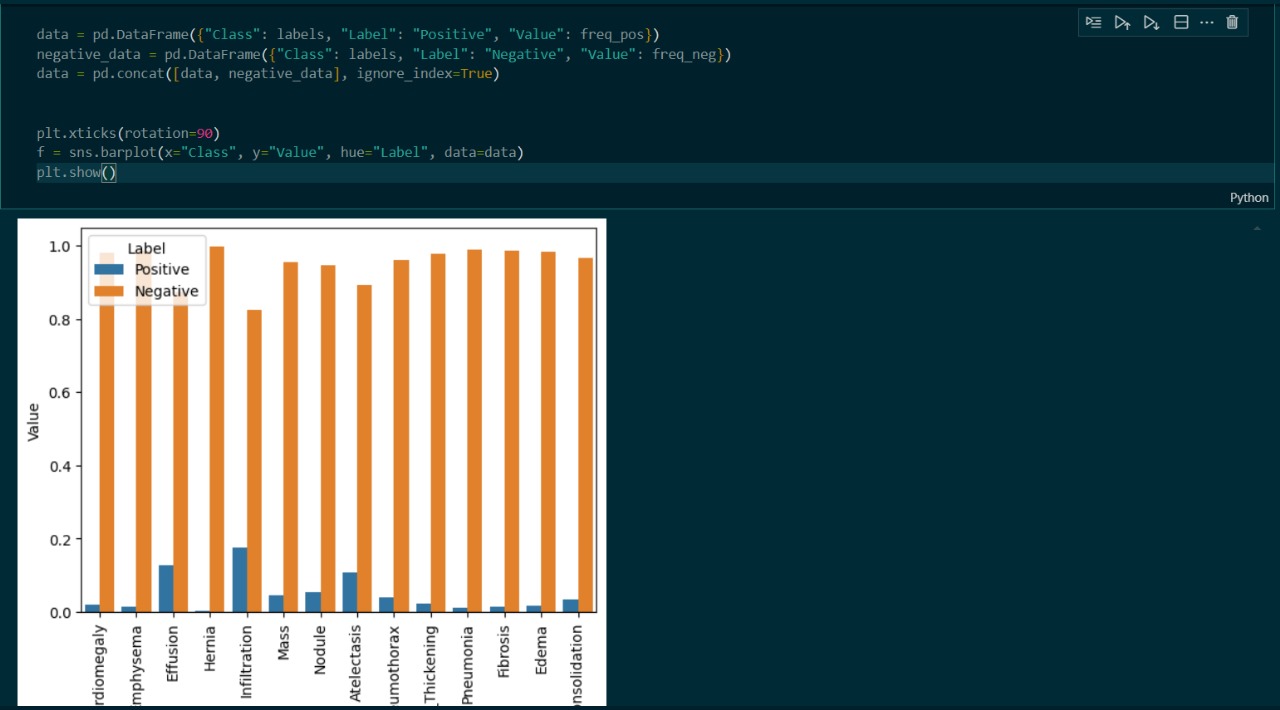 data = pd.DataFrame({"Class": labels, "Label": "Positive", "Value": freq_pos})
negative_data = pd.DataFrame({"Class": labels, "Label": "Negative", "Value": freq_neg})
data = pd.concat([data, negative_data], ignore_index=True)
plt.xticks(rotation=90)
f = sns.barplot(x="Class", y="Value", hue="Label", data=data)
plt.show()
Python
Label
Positive
Negative
1.0
0.8
0.6
0.4
0.2
0.0
Value
rdiomegaly
mphysema
Effusion
Hernia
Infiltration
Mass
Nodule
Atelectasis
umothorax
Thickening
Pneumonia
Fibrosis
Edema
nsolidation